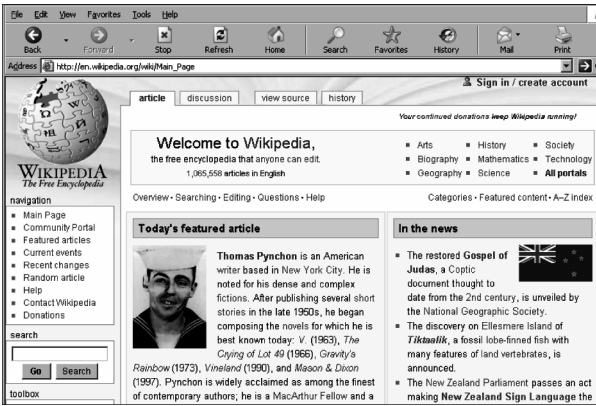 File Edit View Favorites Tools Help
Back Forward Stop Refresh Home Search Favorites History Mail Print
Address http://en.wikipedia.org/wiki/Main_Page
Sign in / create account
article discussion view source history
Your continued donations keep Wikipedia running!
WIKIPEDIA
The Free Encyclopedia
navigation
Main Page
Community Portal
Featured articles
Current events
Recent changes
Random article
Help
Contact Wikipedia
Donations
search
Go Search
toolbox
Welcome to Wikipedia,
the free encyclopedia that anyone can edit.
1,065,558 articles in English
Arts History Society
Biography Mathematics Technology
Geography Science All portals
Overview · Searching · Editing · Questions · Help
Categories · Featured content · A–Z index
Today's featured article
Thomas Pynchon is an American
writer based in New York City. He is
noted for his dense and complex
fictions. After publishing several short
stories in the late 1950s, he began
composing the novels for which he is
best known today: V. (1963), The
Crying of Lot 49 (1966), Gravity's
Rainbow (1973), Vineland (1990), and Mason & Dixon
(1997). Pynchon is widely acclaimed as among the finest
of contemporary authors; he is a MacArthur Fellow and a
In the news
The restored Gospel of
Judas, a Coptic
document thought to
date from the 2nd century, is unveiled by
the National Geographic Society.
The discovery on Ellesmere Island of
Tiktaalik, a fossil lobe-finned fish with
many features of land vertebrates, is
announced.
The New Zealand Parliament passes an act
making New Zealand Sign Language the